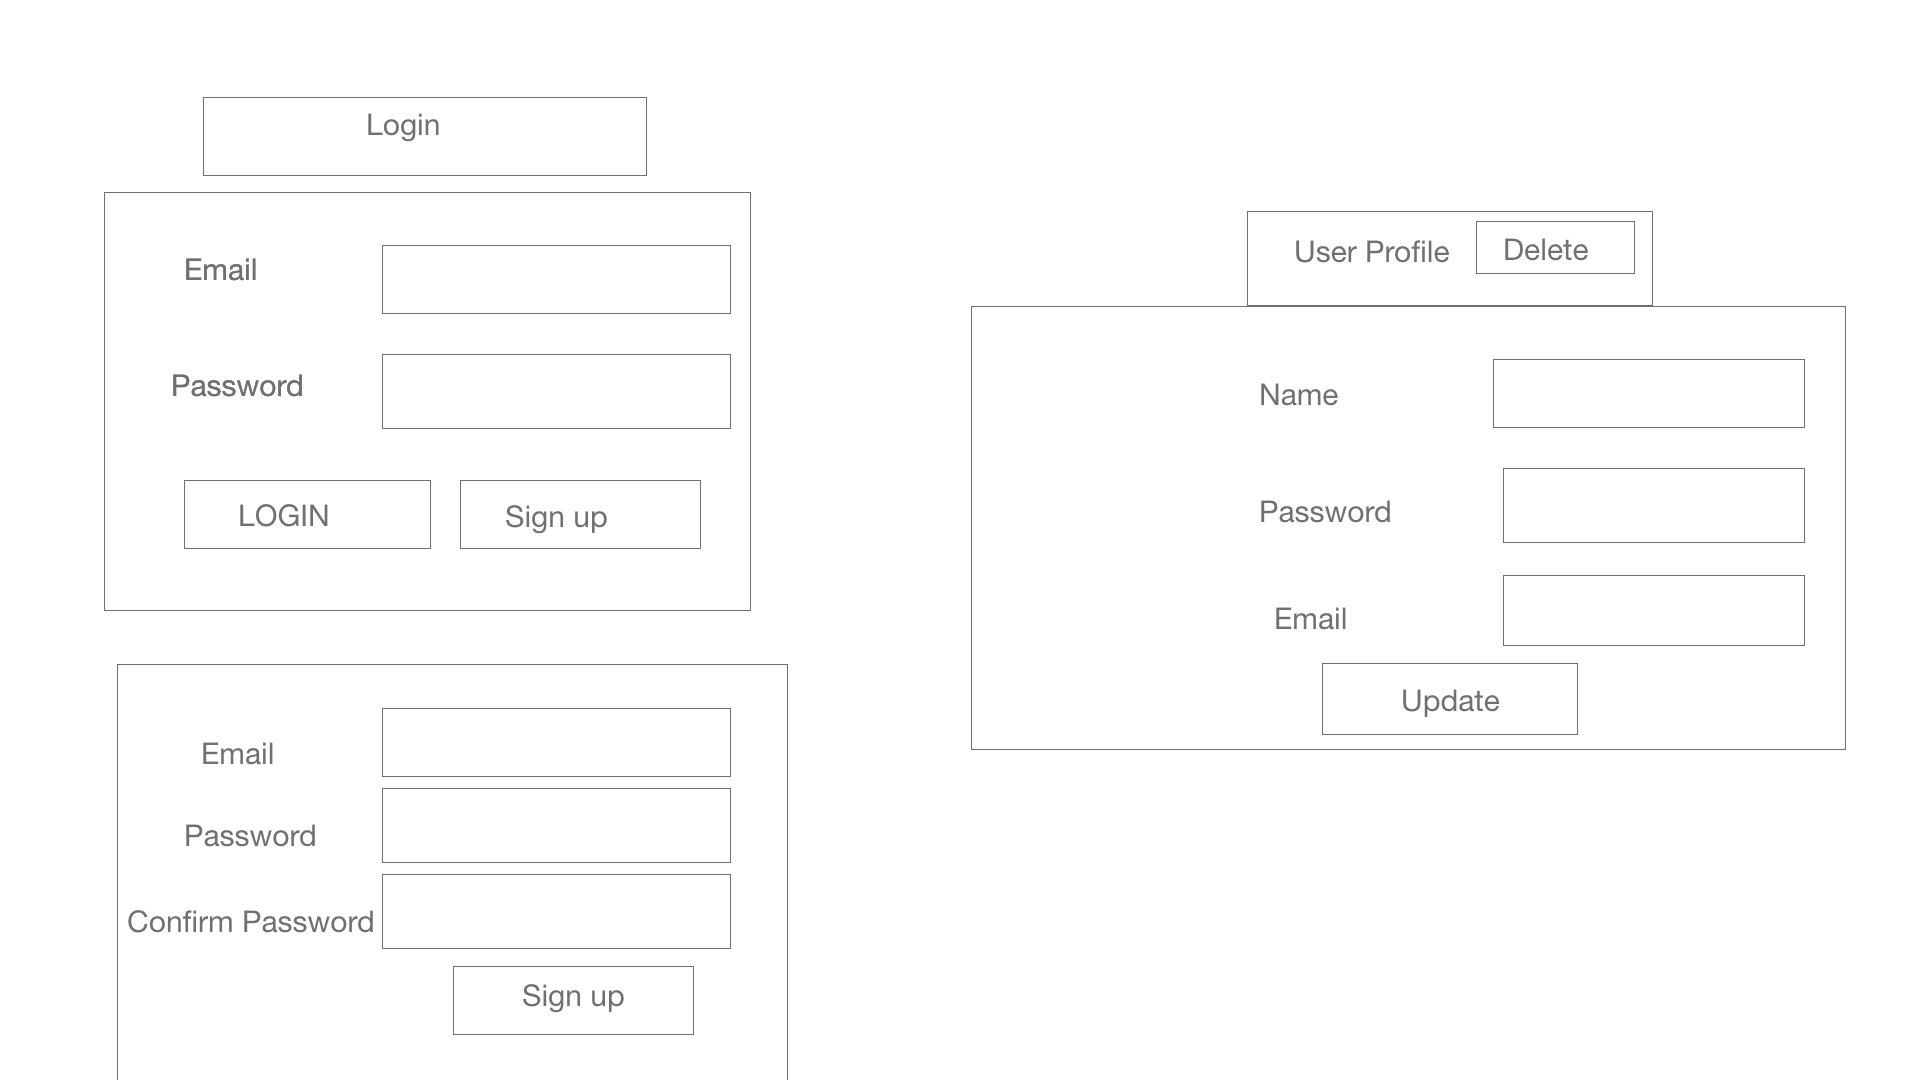 Login
Email
Password
LOGIN
Sign up
Email
Password
Confirm Password
Sign up
User Profile
Delete
Name
Password
Email
Update